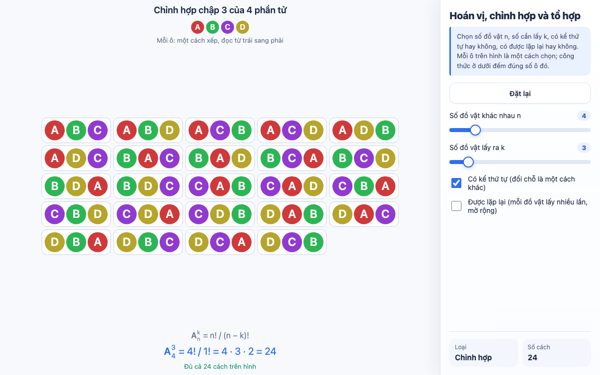 Chỉnh hợp chập 3 của 4 phần tử
A B C D
Mỗi ô: một cách xếp, đọc từ trái sang phải
A B C A B D A C B A C D A D B
A D C B A C B A D B C A B C D
B D A B D C C A B C A D C B A
C B D C D A C D B D A B D A C
D B A D B C D C A D C B
A k n = n! / (n − k)!
A 3 4 = 4! / 1! = 4 · 3 · 2 = 24
Đủ cả 24 cách trên hình
Hoán vị, chỉnh hợp và tổ hợp
Chọn số đồ vật n, số cần lấy k, có kể thứ
tự hay không, có được lặp lại hay không.
Mỗi ô trên hình là một cách chọn; công
thức ở dưới đếm đúng số ô đó.
Đặt lại
Số đồ vật khác nhau n 4
Số đồ vật lấy ra k 3
Có kể thứ tự (đổi chỗ là một cách
khác)
Được lặp lại (mỗi đồ vật lấy nhiều lần,
mở rộng)
Loại
Chỉnh hợp
Số cách
24